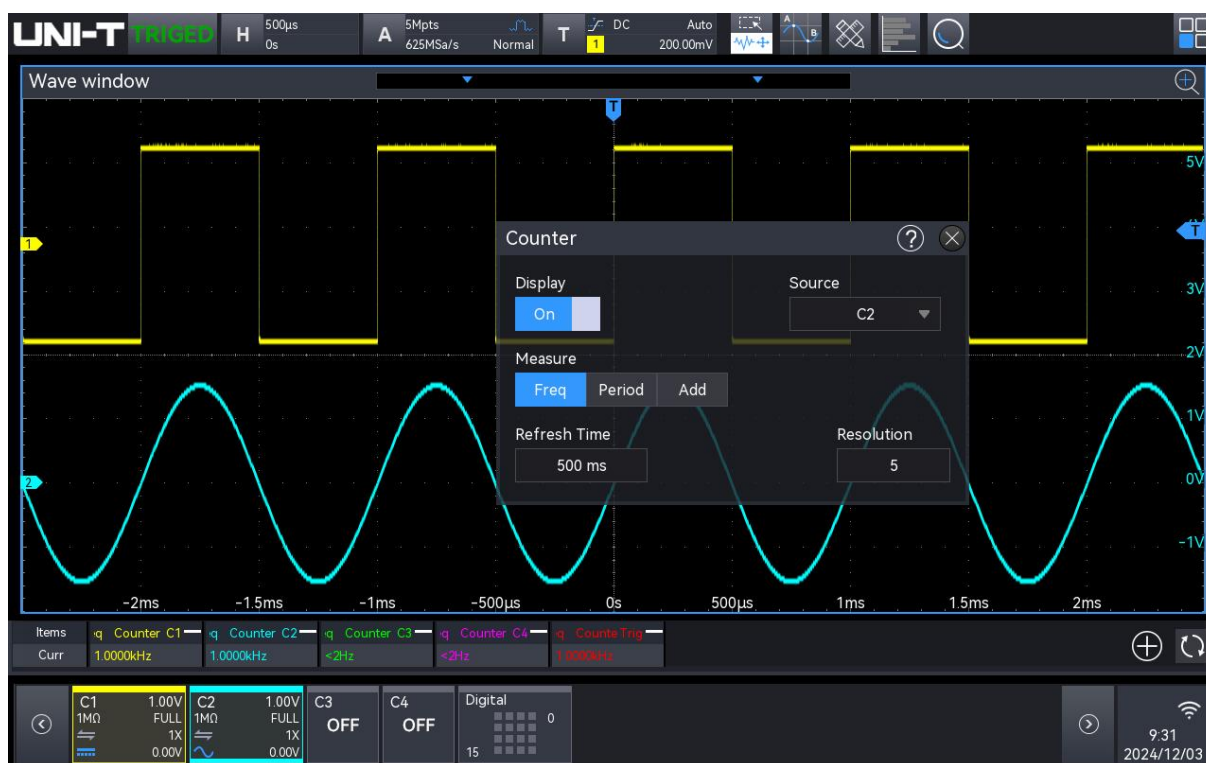 UNI-T TRIGED H 500µs 0s A 5Mpts 625MSa/s Normal T DC 1 Auto 200.00mV A B
Wave window
T
5V
1
T
3V
2V
1V
2
0V
-1V
Counter ?
Display Source
On C2
Measure
Freq Period Add
Refresh Time Resolution
500 ms 5
-2ms -1.5ms -1ms -500µs 0s 500µs 1ms 1.5ms 2ms
Items q Counter C1 q Counter C2 q Counter C3 q Counter C4 q Counte Trig
Curr 1.0000kHz 1.0000kHz <2Hz <2Hz 1.0000kHz
C1 1.00V C2 1.00V C3 C4 Digital
1MΩ FULL 1MΩ FULL OFF OFF 0
1X 1X
0.00V 0.00V 15
9:31
2024/12/03